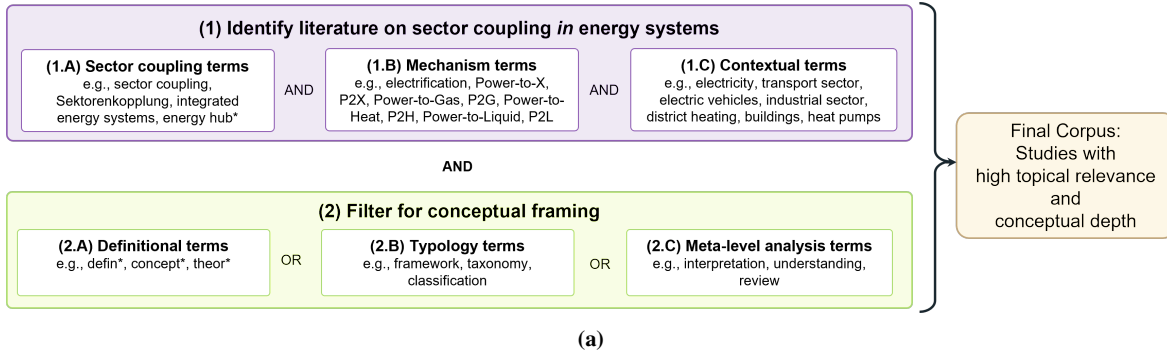 (1) Identify literature on sector coupling in energy systems
(1.A) Sector coupling terms
e.g., sector coupling,
Sektorenkopplung, integrated
energy systems, energy hub*
AND
(1.B) Mechanism terms
e.g., electrification, Power-to-X,
P2X, Power-to-Gas, P2G, Power-to-
Heat, P2H, Power-to-Liquid, P2L
AND
(1.C) Contextual terms
e.g., electricity, transport sector,
electric vehicles, industrial sector,
district heating, buildings, heat pumps
AND
(2) Filter for conceptual framing
(2.A) Definitional terms
e.g., defin*, concept*, theor*
OR
(2.B) Typology terms
e.g., framework, taxonomy,
classification
OR
(2.C) Meta-level analysis terms
e.g., interpretation, understanding,
review
Final Corpus:
Studies with
high topical relevance
and
conceptual depth
(a)